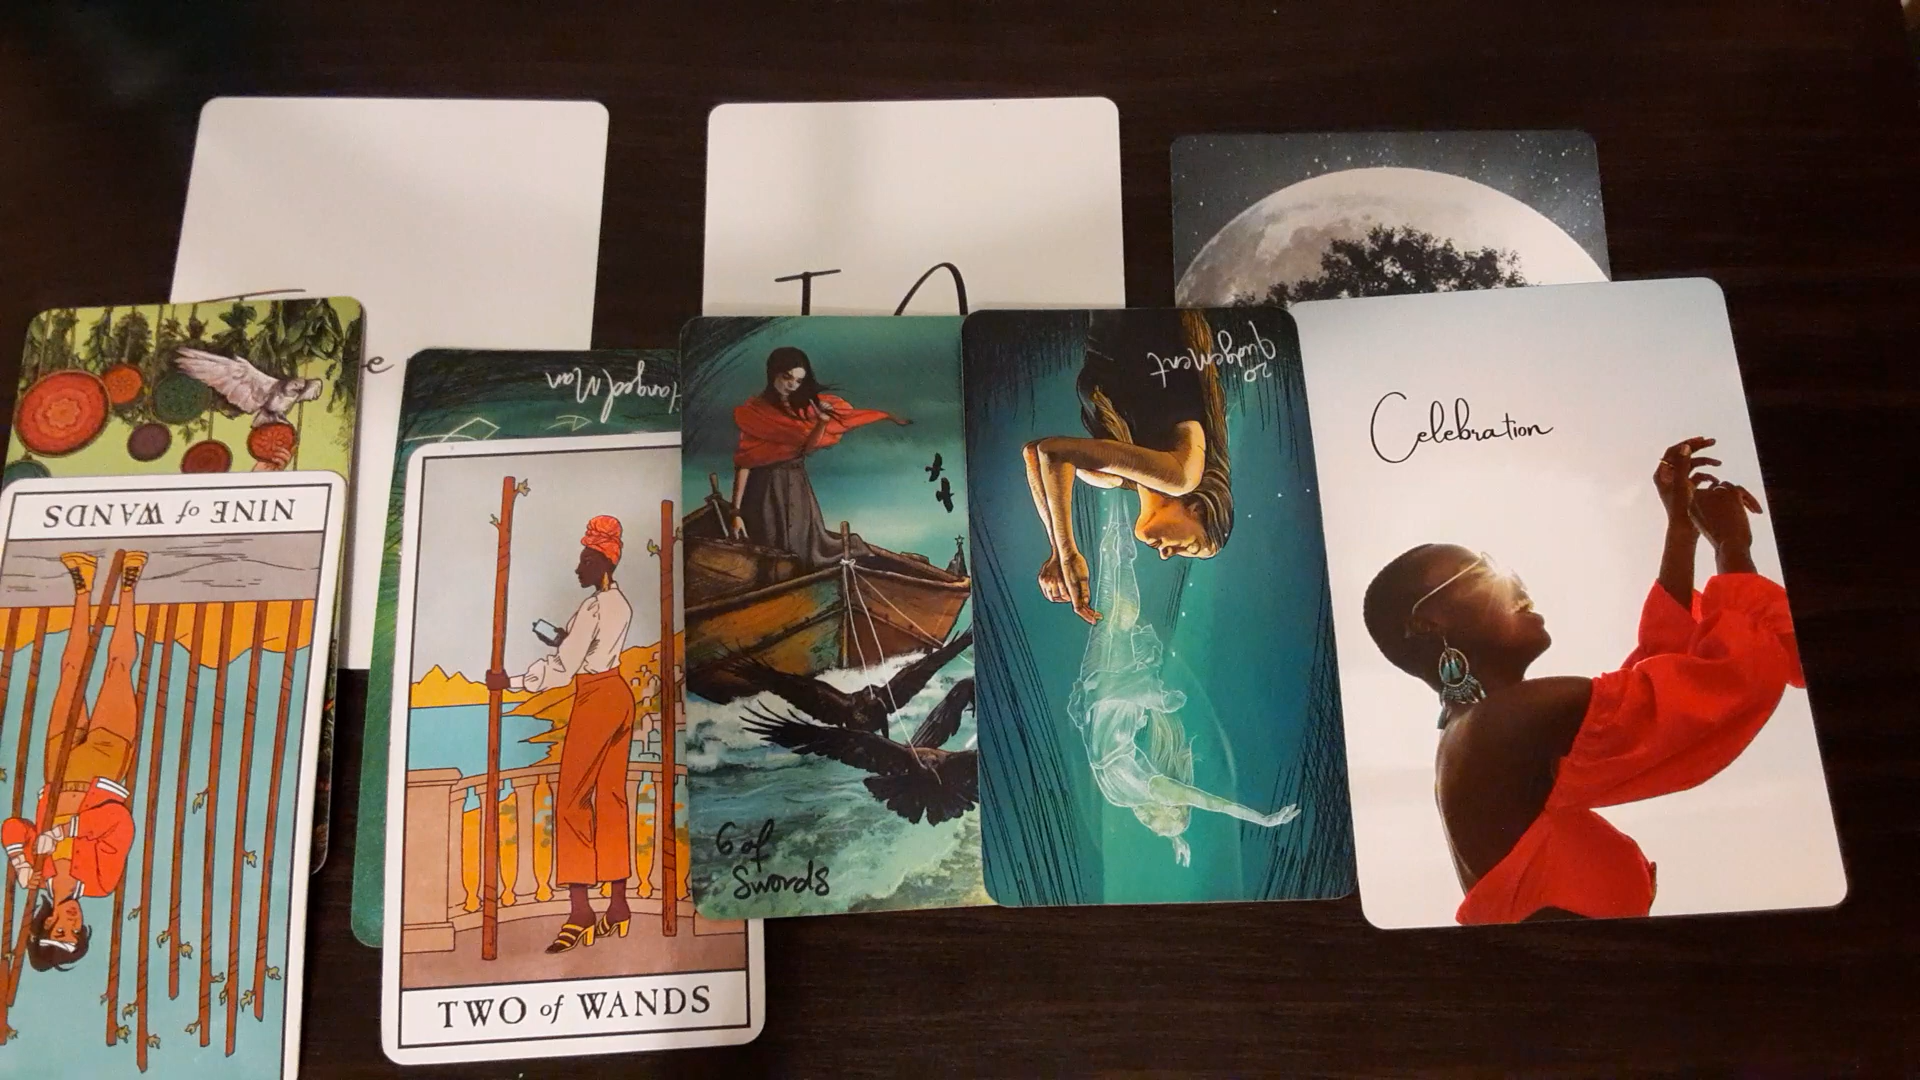 I
e
Hanged Man
20
Judgement
Celebration
NINE of WANDS
6 of
Swords
TWO of WANDS